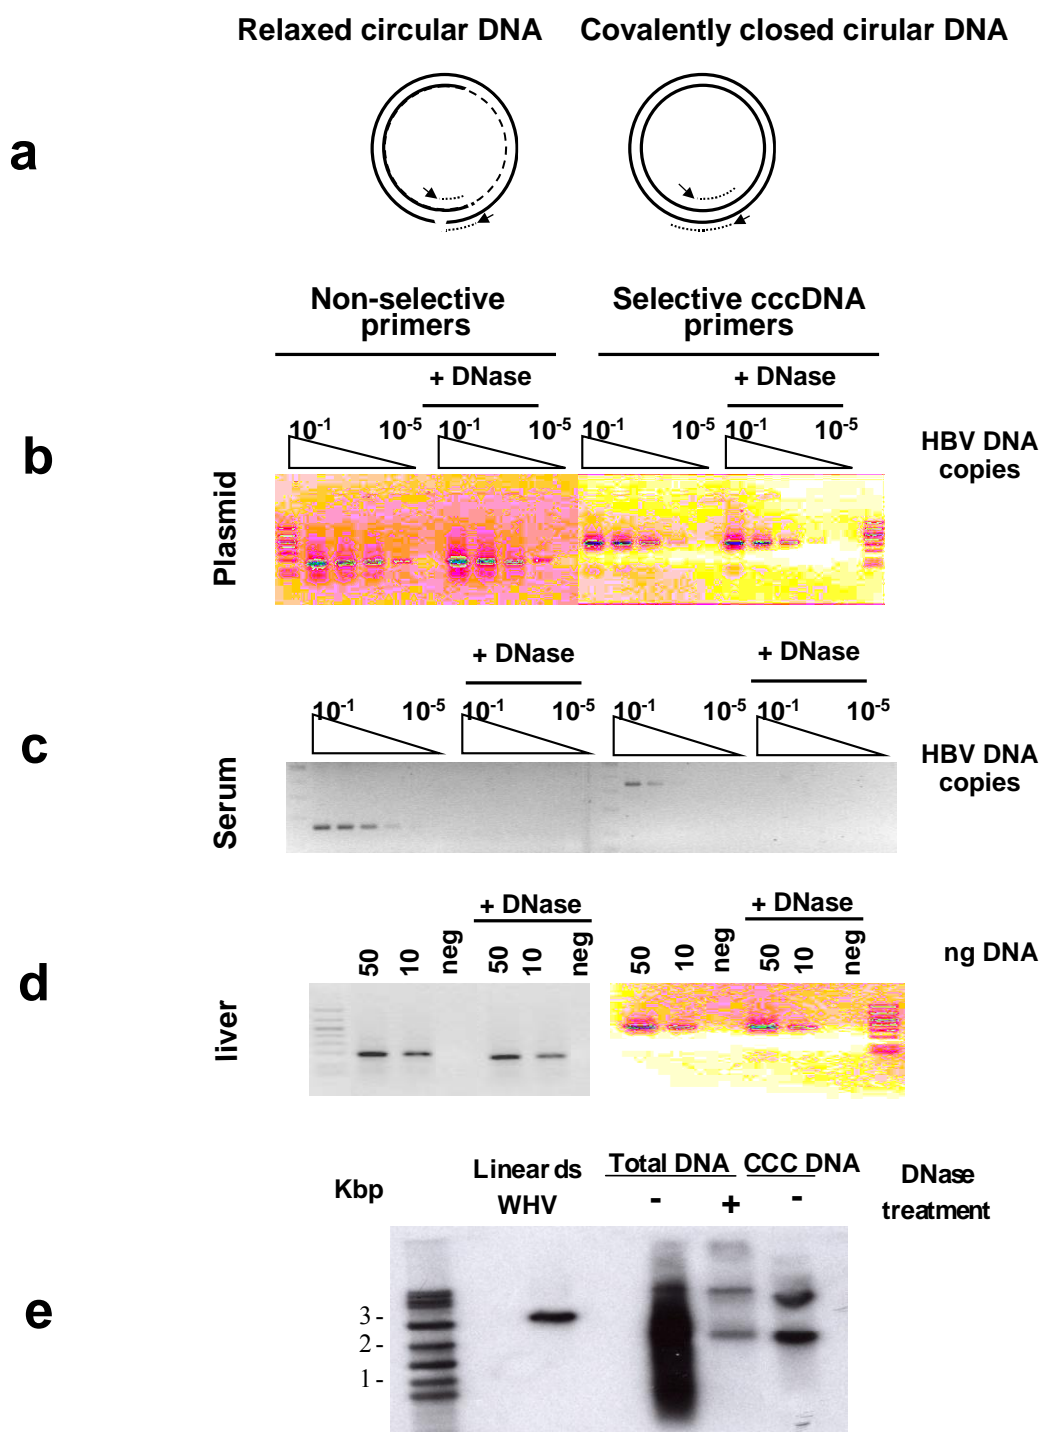 Relaxed circular DNA Covalently closed cirular DNA
a
Non-selective primers Selective cccDNA primers
+ DNase + DNase
10-1 10-5 10-1 10-5 10-1 10-5 10-1 10-5
b
HBV DNA copies
Plasmid
+ DNase + DNase
10-1 10-5 10-1 10-5 10-1 10-5 10-1 10-5
c
HBV DNA copies
Serum
+ DNase + DNase
50 10 neg 50 10 neg 50 10 neg 50 10 neg
ng DNA
d
liver
Linear ds WHV Total DNA CCC DNA DNase treatment
Kbp
- + -
e
3 -
2 -
1 -